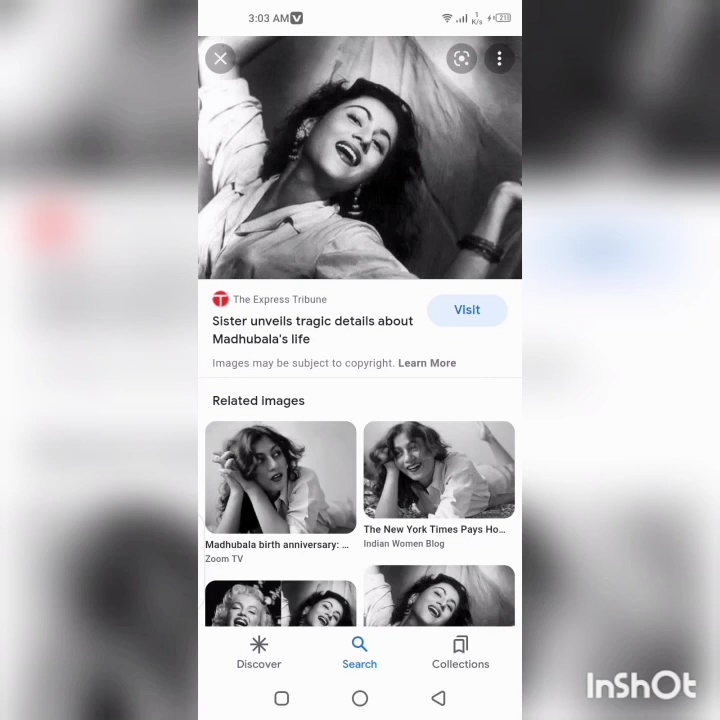 3:03 AM
1
K/s
21
The Express Tribune
Sister unveils tragic details about
Madhubala's life
Visit
Images may be subject to copyright. Learn More
Related images
Madhubala birth anniversary: ...
Zoom TV
The New York Times Pays Ho...
Indian Women Blog
Discover
Search
Collections
InShOt